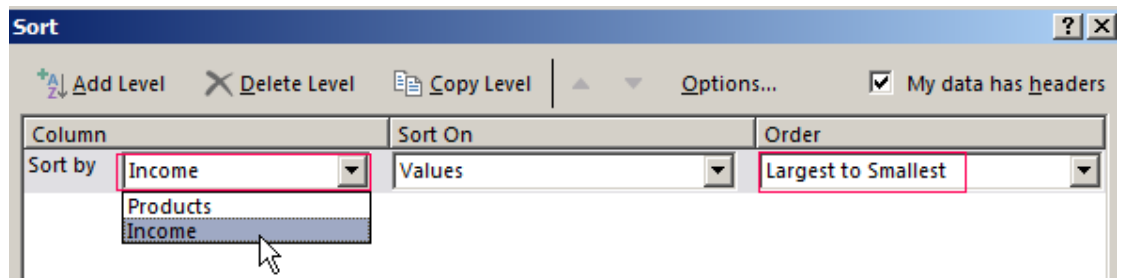 Sort
Add Level Delete Level Copy Level Options... My data has headers
Column Sort On Order
Sort by Income Values Largest to Smallest
Products
Income